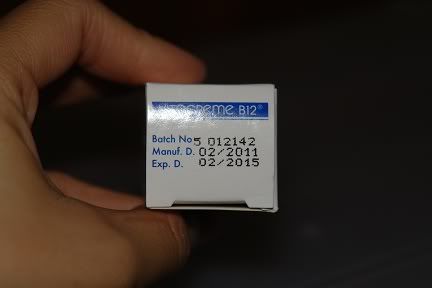 B12®
Batch No 5 012142
Manuf. D. 02/2011
Exp. D. 02/2015